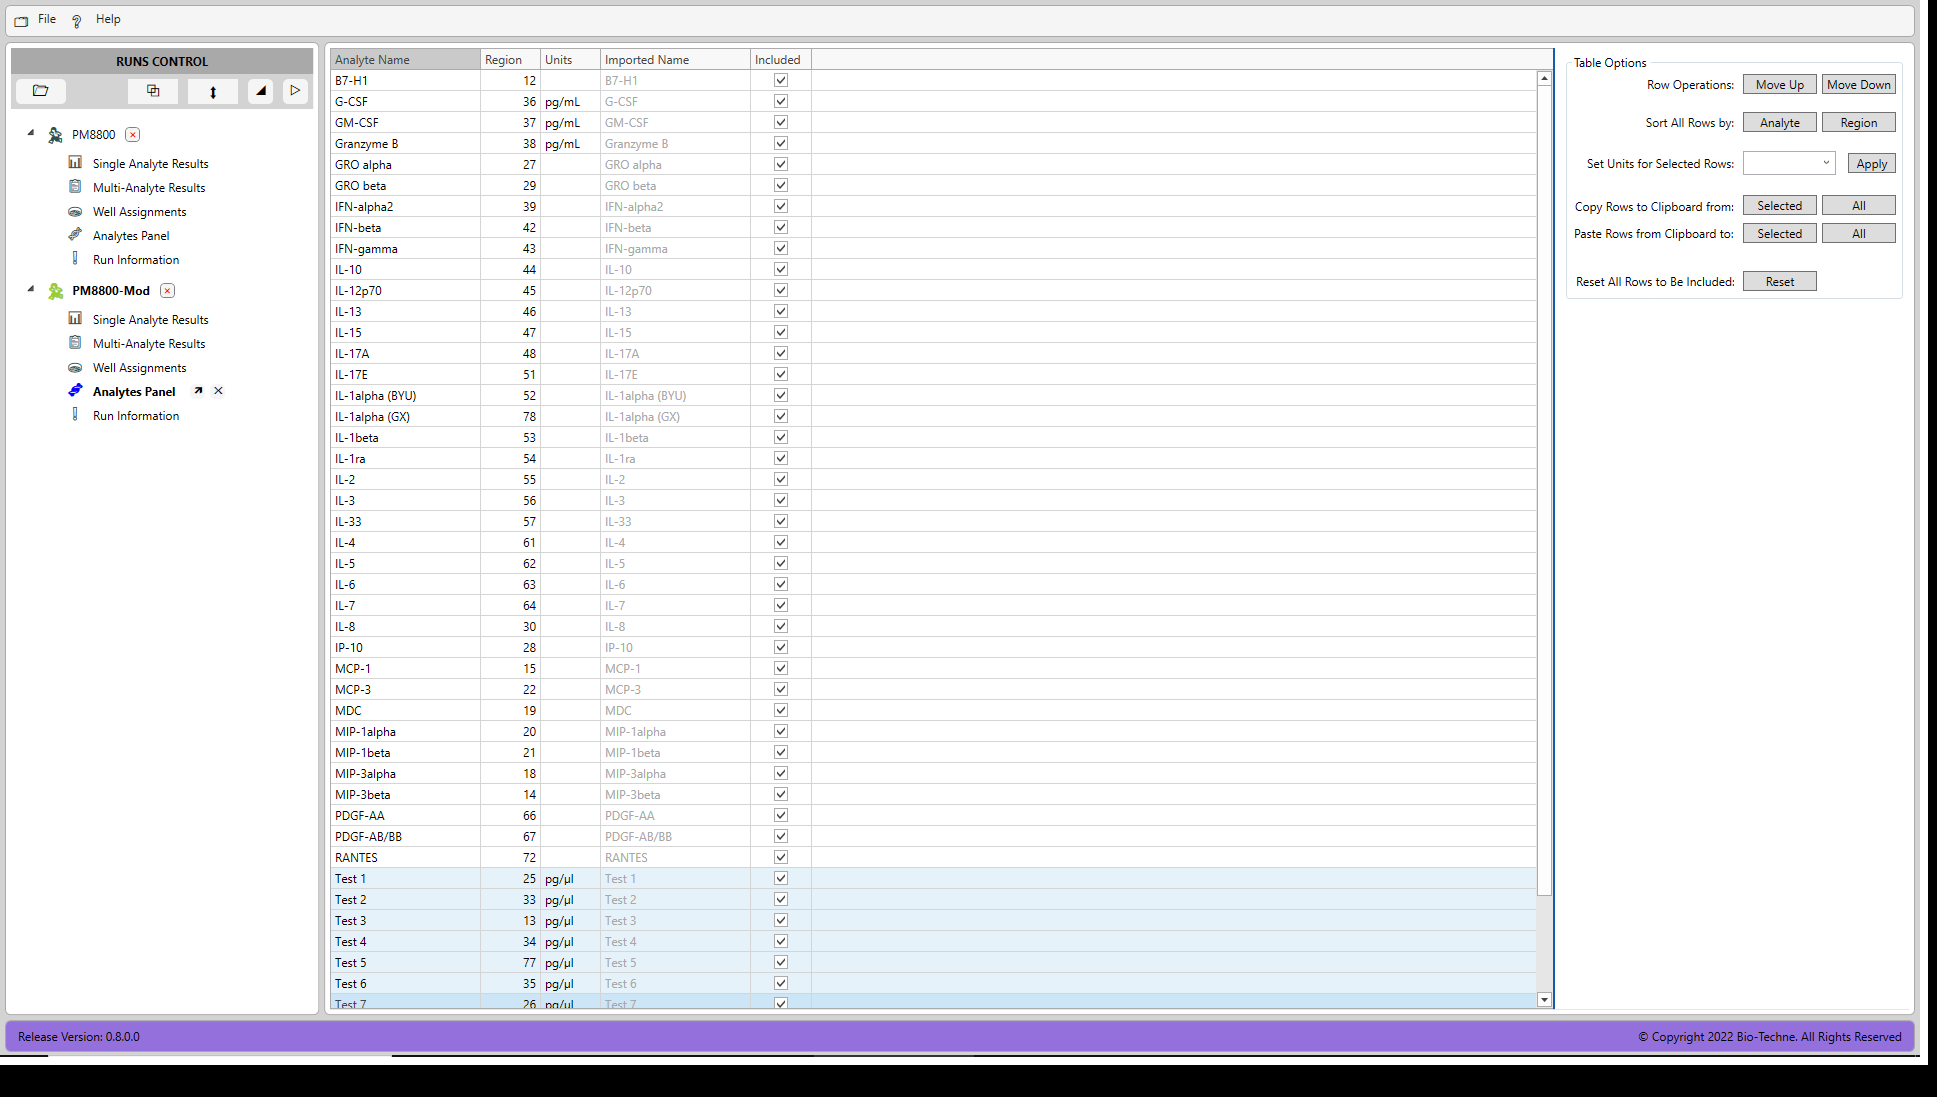 File ? Help
RUNS CONTROL
PM8800
Single Analyte Results
Multi-Analyte Results
Well Assignments
Analytes Panel
Run Information
PM8800-Mod
Single Analyte Results
Multi-Analyte Results
Well Assignments
Analytes Panel
Run Information
Analyte Name Region Units Imported Name Included
B7-H1 12 B7-H1
G-CSF 36 pg/mL G-CSF
GM-CSF 37 pg/mL GM-CSF
Granzyme B 38 pg/mL Granzyme B
GRO alpha 27 GRO alpha
GRO beta 29 GRO beta
IFN-alpha2 39 IFN-alpha2
IFN-beta 42 IFN-beta
IFN-gamma 43 IFN-gamma
IL-10 44 IL-10
IL-12p70 45 IL-12p70
IL-13 46 IL-13
IL-15 47 IL-15
IL-17A 48 IL-17A
IL-17E 51 IL-17E
IL-1alpha (BYU) 52 IL-1alpha (BYU)
IL-1alpha (GX) 78 IL-1alpha (GX)
IL-1beta 53 IL-1beta
IL-1ra 54 IL-1ra
IL-2 55 IL-2
IL-3 56 IL-3
IL-33 57 IL-33
IL-4 61 IL-4
IL-5 62 IL-5
IL-6 63 IL-6
IL-7 64 IL-7
IL-8 30 IL-8
IP-10 28 IP-10
MCP-1 15 MCP-1
MCP-3 22 MCP-3
MDC 19 MDC
MIP-1alpha 20 MIP-1alpha
MIP-1beta 21 MIP-1beta
MIP-3alpha 18 MIP-3alpha
MIP-3beta 14 MIP-3beta
PDGF-AA 66 PDGF-AA
PDGF-AB/BB 67 PDGF-AB/BB
RANTES 72 RANTES
Test 1 25 pg/µl Test 1
Test 2 33 pg/µl Test 2
Test 3 13 pg/µl Test 3
Test 4 34 pg/µl Test 4
Test 5 77 pg/µl Test 5
Test 6 35 pg/µl Test 6
Test 7 26 pg/µl Test 7
Table Options
Row Operations: Move Up Move Down
Sort All Rows by: Analyte Region
Set Units for Selected Rows: Apply
Copy Rows to Clipboard from: Selected All
Paste Rows from Clipboard to: Selected All
Reset All Rows to Be Included: Reset
Release Version: 0.8.0.0
© Copyright 2022 Bio-Techne. All Rights Reserved